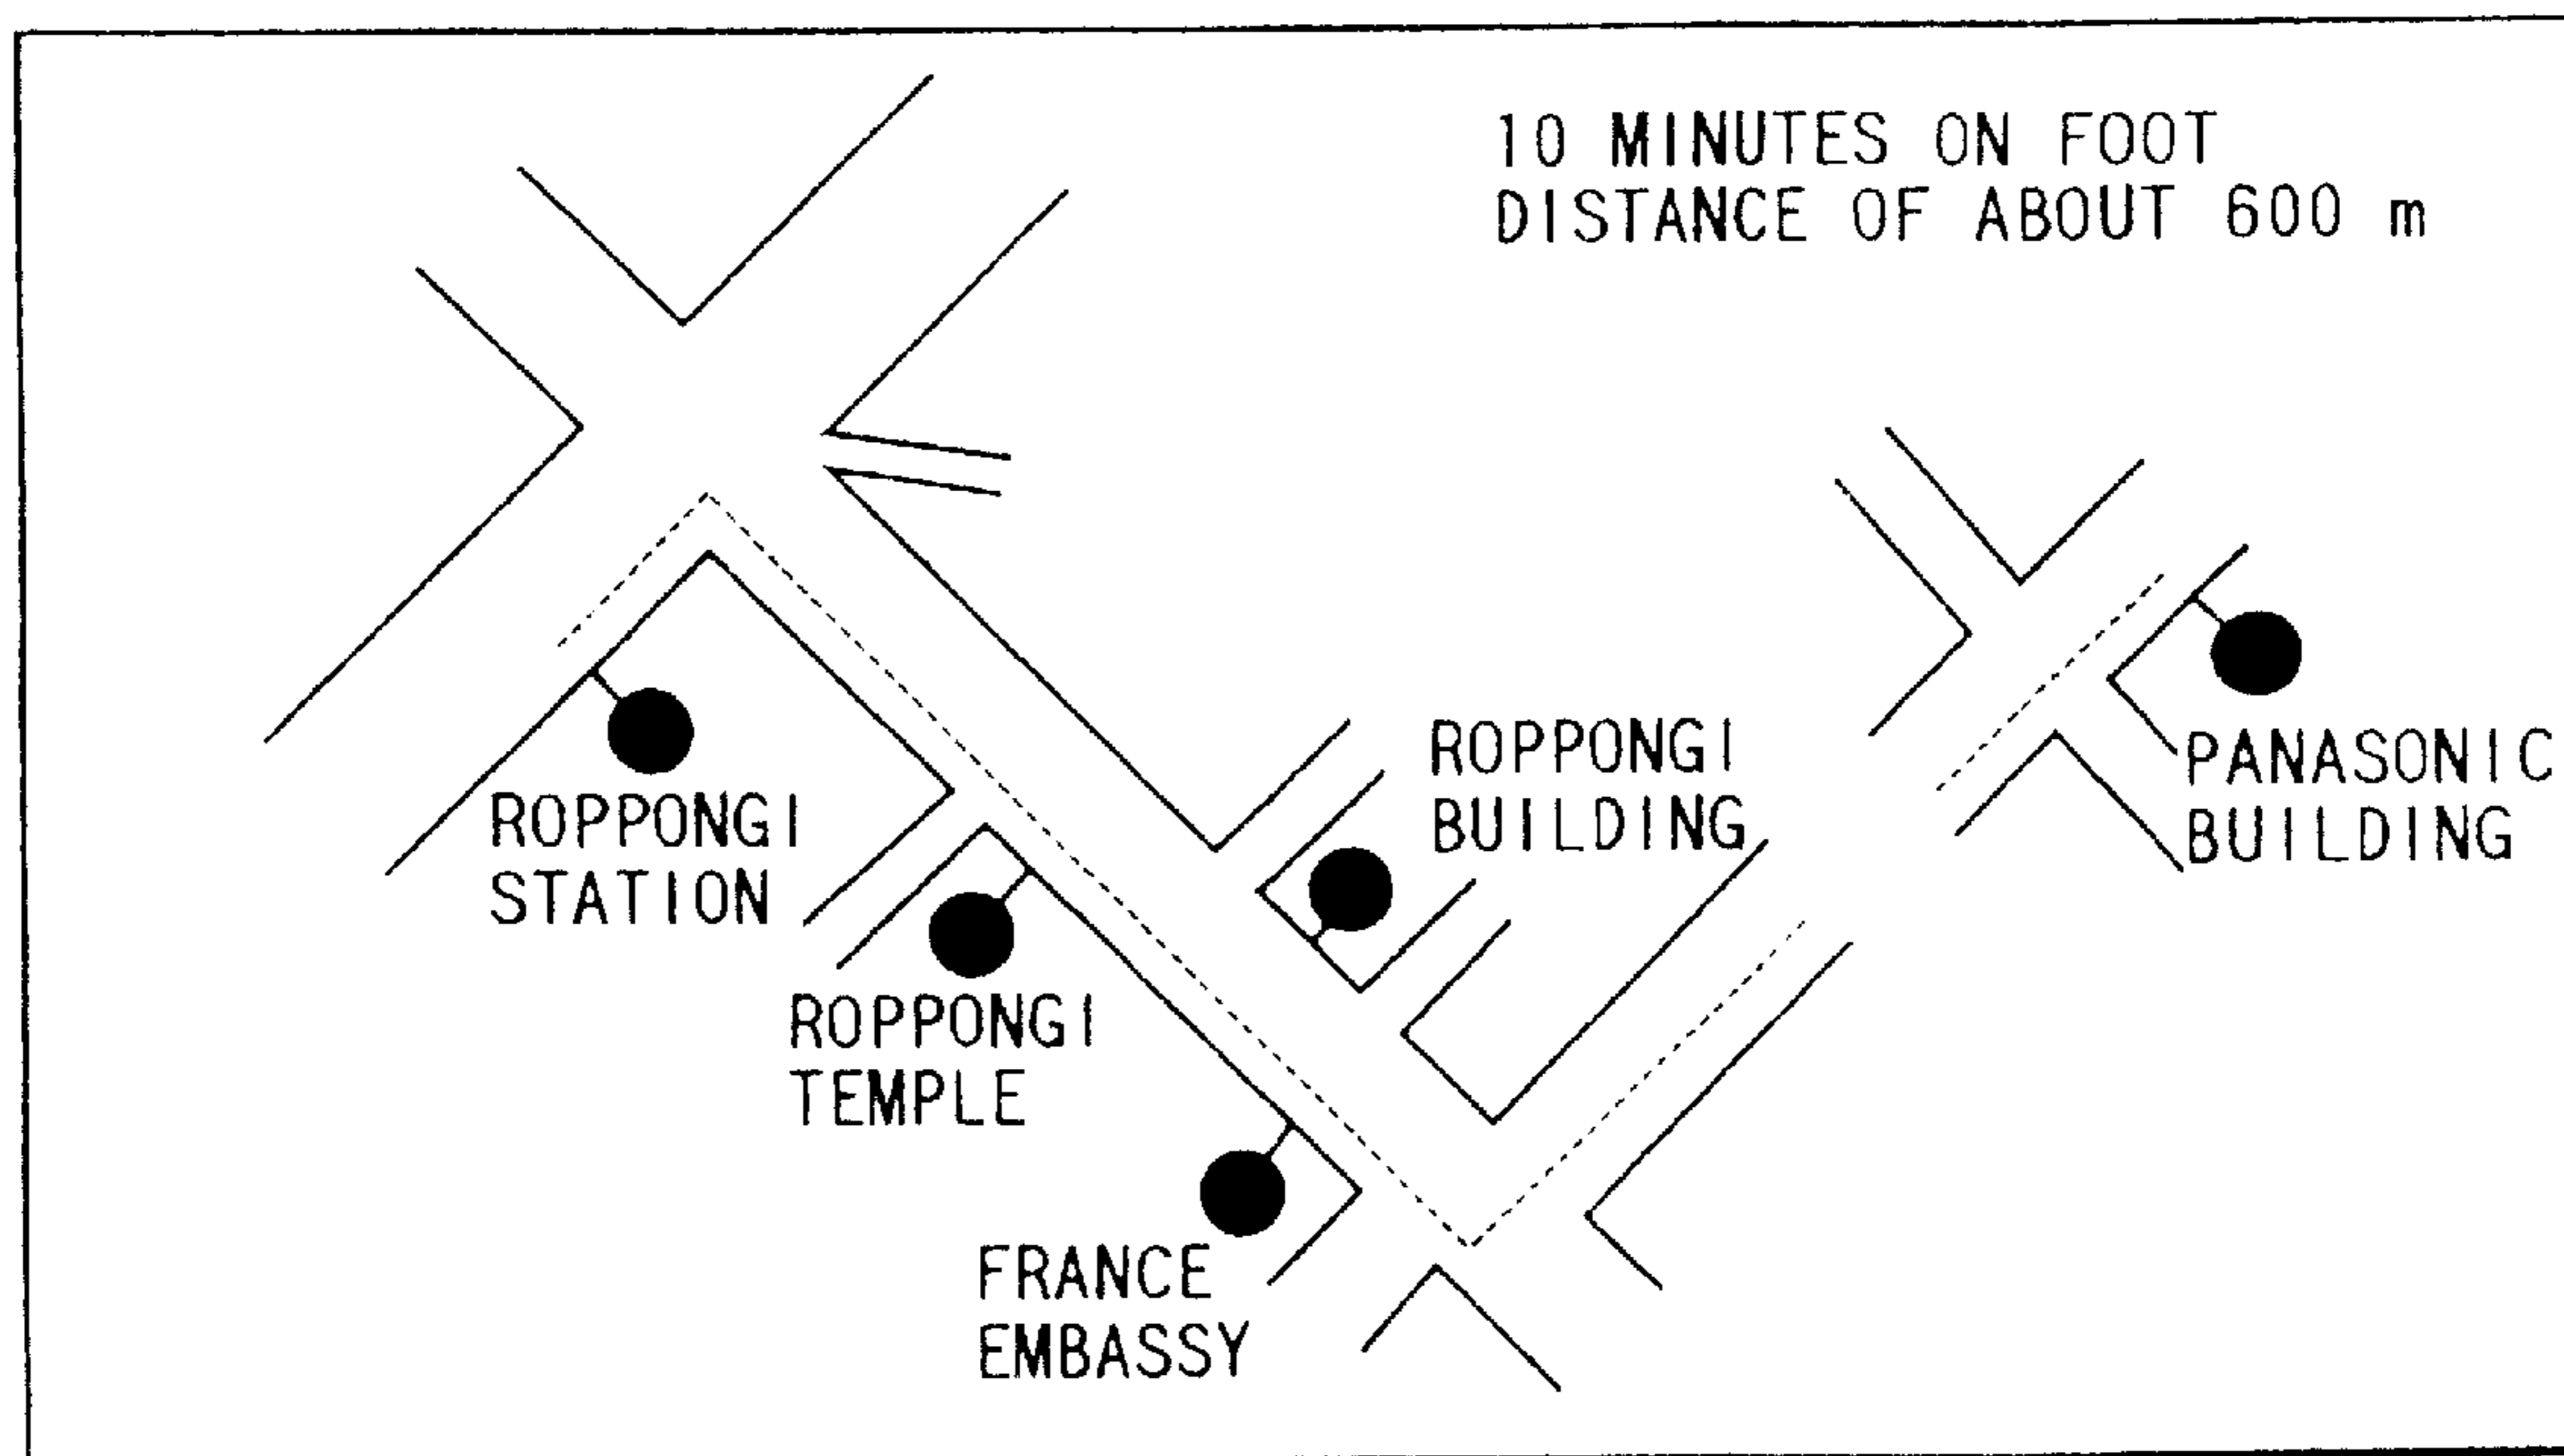 10 MINUTES ON FOOT
DISTANCE OF ABOUT 600 m
ROPPONGI
STATION
ROPPONGI
TEMPLE
FRANCE
EMBASSY
ROPPONGI
BUILDING
PANASONIC
BUILDING